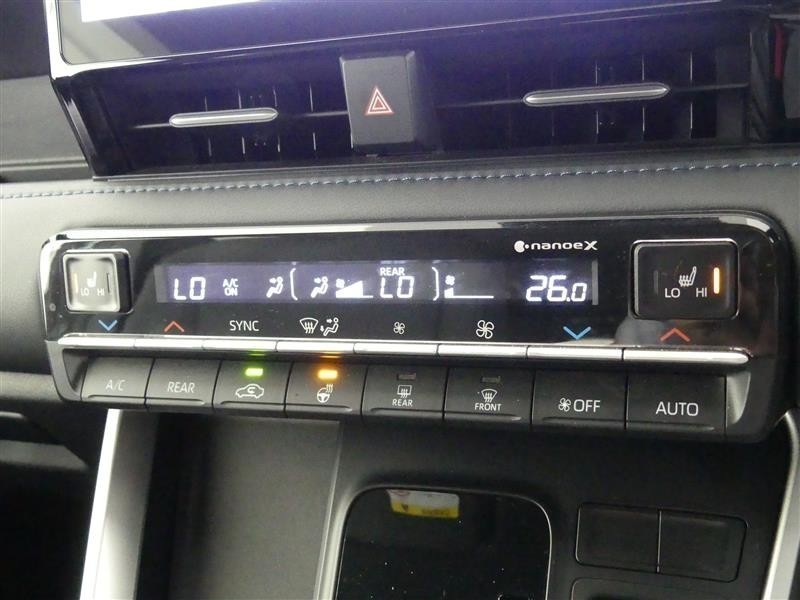 nanoeX
LO HI
LO A/C ON REAR LO 26.0
LO HI
SYNC
A/C REAR REAR FRONT OFF AUTO